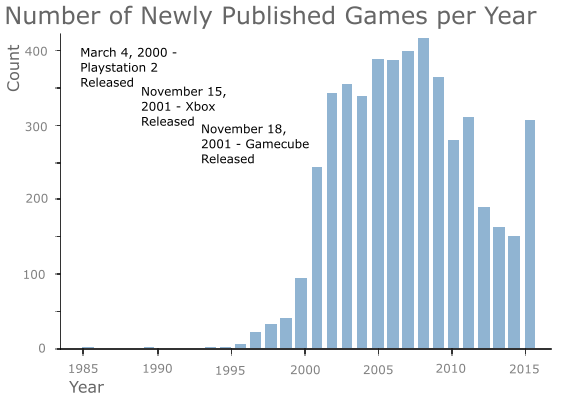 Number of Newly Published Games per Year
Count
400
300
200
100
0
March 4, 2000 -
Playstation 2
Released
November 15,
2001 - Xbox
Released
November 18,
2001 - Gamecube
Released
1985
1990
1995
2000
2005
2010
2015
Year